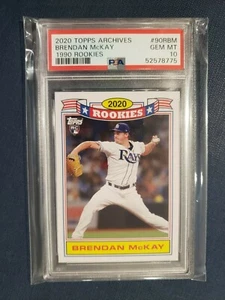 2020 TOPPS ARCHIVES #90RBM
BRENDAN McKAY GEM MT
1990 ROOKIES 10
PSA 52578775
2020
ROOKIES
Topps
RAYS
BRENDAN McKAY